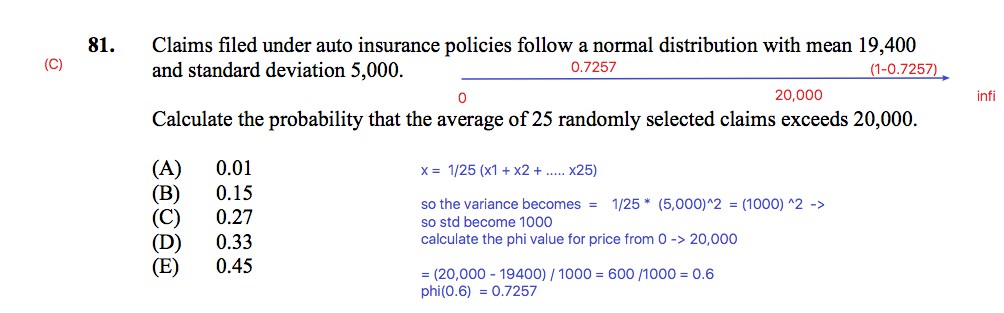 81. Claims filed under auto insurance policies follow a normal distribution with mean 19,400
(C)
and standard deviation 5,000.
0.7257
(1-0.7257)
0
20,000
infi
Calculate the probability that the average of 25 randomly selected claims exceeds 20,000.
(A) 0.01
(B) 0.15
(C) 0.27
(D) 0.33
(E) 0.45
x = 1/25 (x1 + x2 + ..... x25)
so the variance becomes = 1/25 * (5,000)^2 = (1000) ^2 ->
so std become 1000
calculate the phi value for price from 0 -> 20,000
= (20,000 - 19400) / 1000 = 600 /1000 = 0.6
phi(0.6) = 0.7257